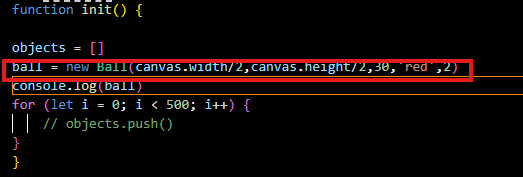 function init() {
objects = []
ball = new Ball(canvas.width/2,canvas.height/2,30,'red',2)
console.log(ball)
for (let i = 0; i < 500; i++) {
// objects.push()
}
}